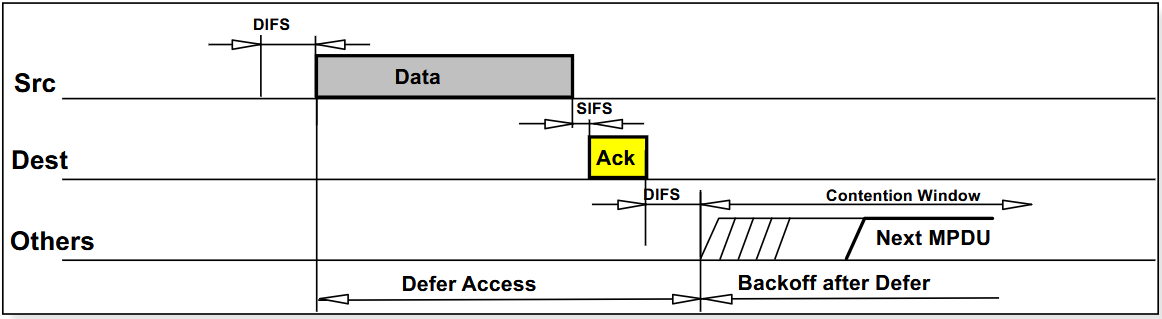 DIFS
Src
Data
SIFS
Dest
Ack
DIFS
Contention Window
Others
Next MPDU
Defer Access
Backoff after Defer